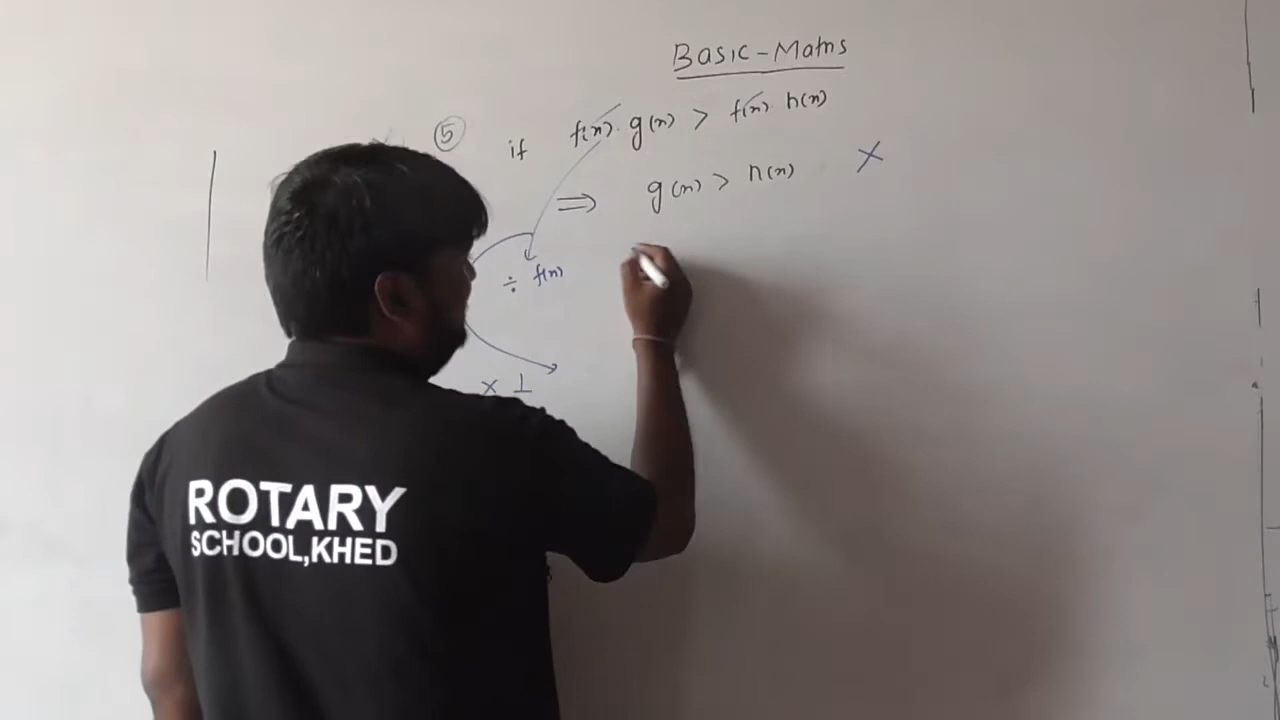 Basic-Maths
⑤ if f(x). g(x) > f(x). h(x)
⟹ g(x) > h(x) ×
÷ f(x)
× 1
ROTARY
SCHOOL,KHED